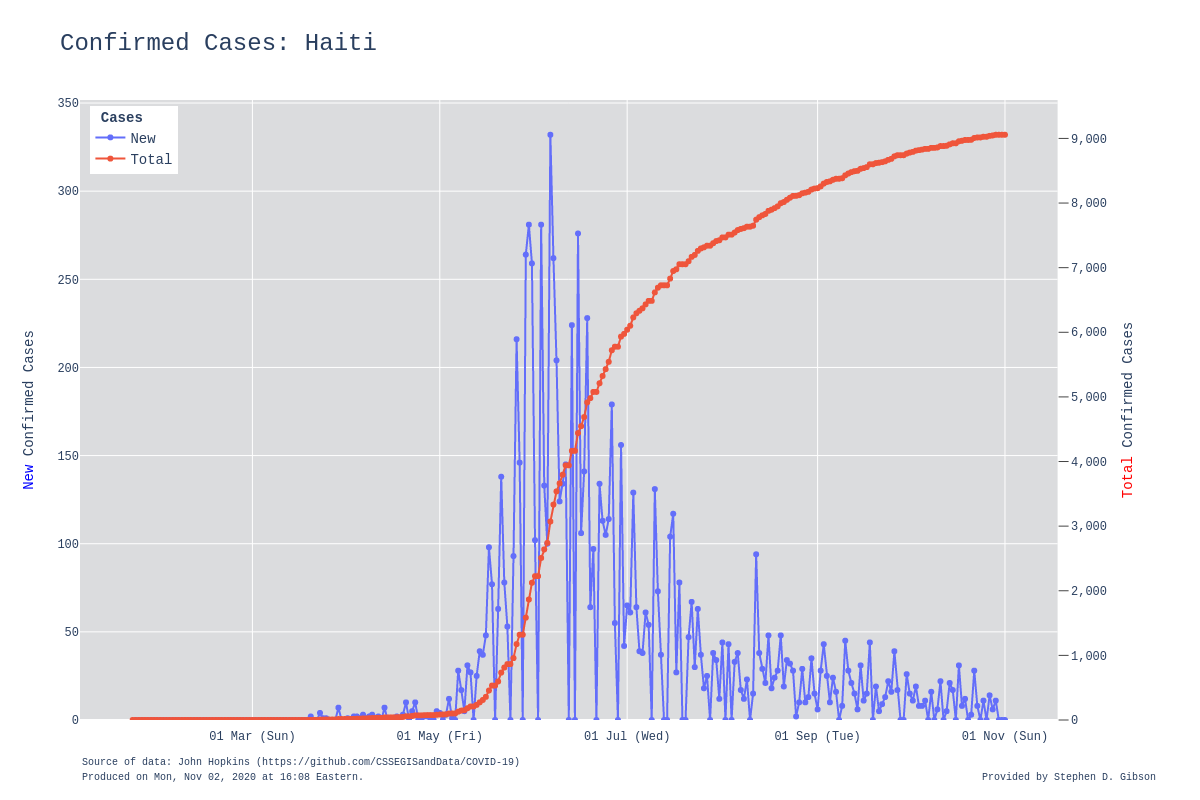 Confirmed Cases: Haiti
Cases
New
Total
350
300
250
200
150
100
50
0
9,000
8,000
7,000
6,000
5,000
4,000
3,000
2,000
1,000
0
New Confirmed Cases
Total Confirmed Cases
01 Mar (Sun)
01 May (Fri)
01 Jul (Wed)
01 Sep (Tue)
01 Nov (Sun)
Source of data: John Hopkins (https://github.com/CSSEGISandData/COVID-19)
Produced on Mon, Nov 02, 2020 at 16:08 Eastern.
Provided by Stephen D. Gibson